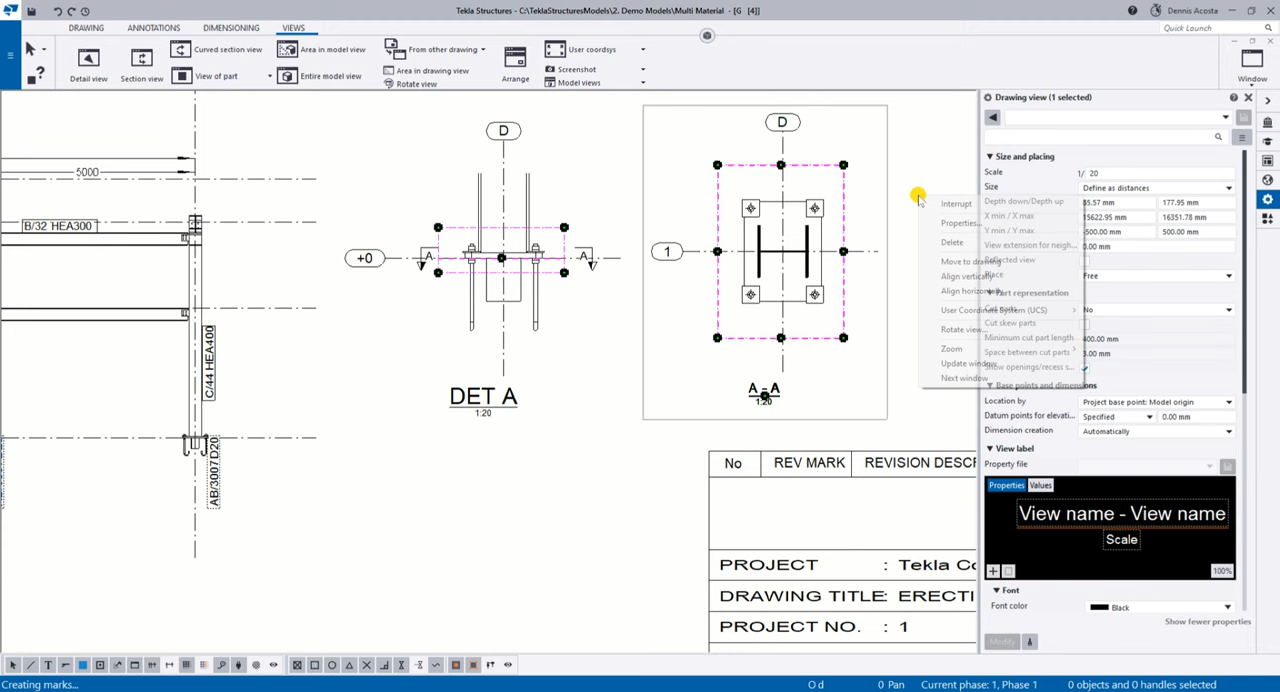 Tekla Structures - C:\TeklaStructuresModels\2. Demo Models\Multi Material - [G [4]]
Dennis Acosta
DRAWING ANNOTATIONS DIMENSIONING VIEWS
Quick Launch
Detail view
Section view
Curved section view
View of part
Area in model view
Entire model view
From other drawing
Area in drawing view
Rotate view
Arrange
User coordsys
Screenshot
Model views
Window
Drawing view (1 selected)
Size and placing
Scale 1/ 20
Size Define as distances
Depth down/Depth up 177.95 mm
X min / X max 15622.95 mm 16351.78 mm
Y min / Y max -500.00 mm 500.00 mm
View extension for neigh... 0.00 mm
Reflected view
Place Free
Part representation
No
Cut skew parts
Minimum cut part length 400.00 mm
Space between cut parts 3.00 mm
Show openings/recess s...
Base points and dimensions
Location by Project base point: Model origin
Datum points for elevati... Specified 0.00 mm
Dimension creation Automatically
View label
Property file
Properties Values
View name - View name
Scale
100%
Font
Font color Black
Show fewer properties
Modify
Interrupt
Properties...
Delete
Move to drawing
Align vertically
Align horizontally
User Coordinate System (UCS)
Rotate view...
Zoom
Update window
Next window
5000
B/32 HEA300
C/44 HEA400
AB/3007 D20
D
+0
A
A
DET A
1:20
D
1
A - A
1:20
No REV MARK REVISION DESCR
PROJECT : Tekla Co
DRAWING TITLE: ERECTI
PROJECT NO. : 1
Creating marks...
O d
0 Pan
Current phase: 1, Phase 1
0 objects and 0 handles selected